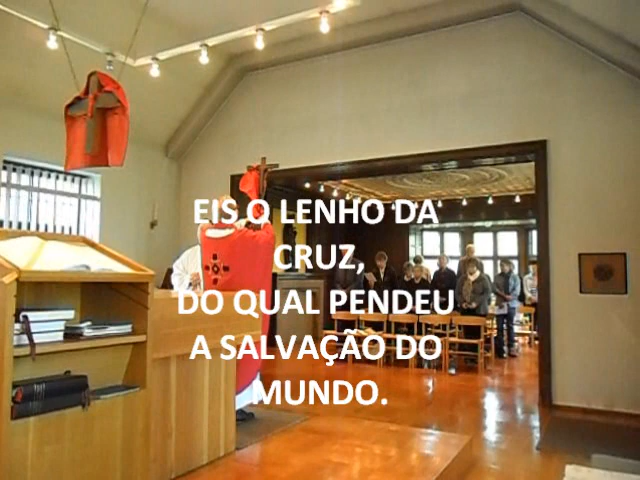 EIS O LENHO DA
CRUZ,
DO QUAL PENDEU
A SALVAÇÃO DO
MUNDO.